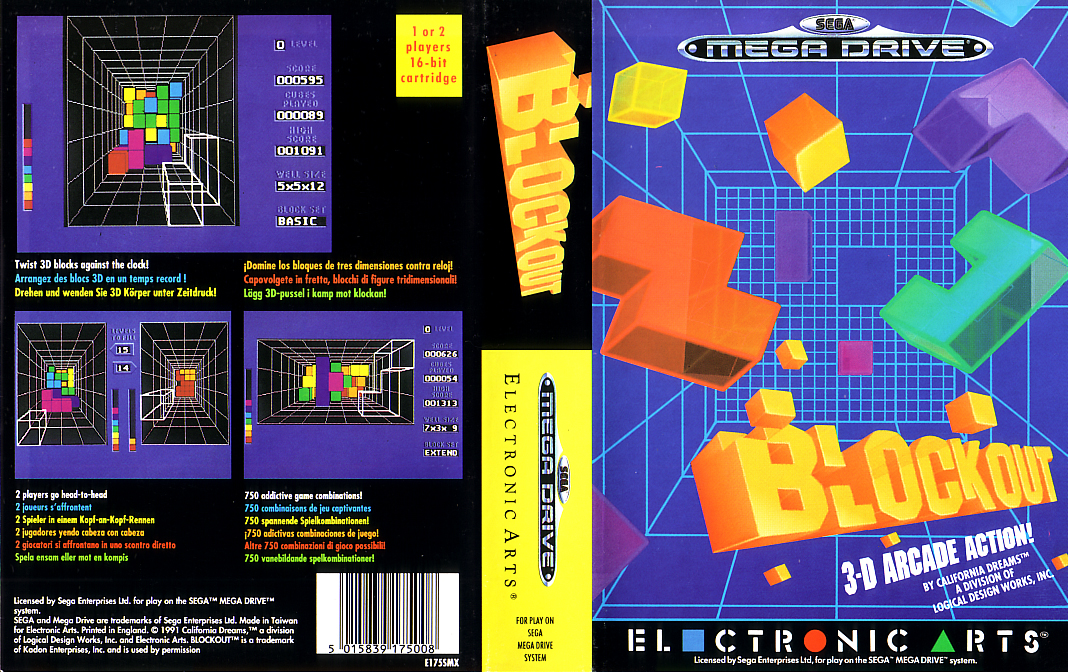 0 LEVEL
SCORE
000595
CUBES
PLAYED
000089
HIGH
SCORE
001091
WELL SIZE
5x5x12
BLOCK SET
BASIC
1 or 2
players
16-bit
cartridge
Twist 3D blocks against the clock!
Arrangez des blocs 3D en un temps record !
Drehen und wenden Sie 3D Körper unter Zeitdruck!
¡Domine los bloques de tres dimensiones contra reloj!
Capovolgete in fretta, blocchi di figure tridimensionali!
Lägg 3D-pussel i kamp mot klockan!
LEVELS
TO FILL
15
14
0 LEVEL
SCORE
000626
CUBES
PLAYED
000054
HIGH
SCORE
001313
WELL SIZE
7x3x 9
BLOCK SET
EXTEND
2 players go head-to-head
2 joueurs s'affrontent
2 Spieler in einem Kopf-an-Kopf-Rennen
2 jugadores yendo cabeza con cabeza
2 giocatori si affrontano in uno scontro diretto
Spela ensam eller mot en kompis
750 addictive game combinations!
750 combinaisons de jeu captivantes
750 spannende Spielkombinationen!
¡750 adictivas combinaciones de juego!
Altre 750 combinazioni di gioco possibili!
750 vanebildande spelkombinationer!
Licensed by Sega Enterprises Ltd. for play on the SEGA™ MEGA DRIVE™
system.
SEGA and Mega Drive are trademarks of Sega Enterprises Ltd. Made in Taiwan
for Electronic Arts. Printed in England. © 1991 California Dreams,™ a division
of Logical Design Works, Inc. and Electronic Arts. BLOCKOUT™ is a trademark
of Kadon Enterprises, Inc. and is used by permission
5 015839 175008
E1755MX
BLOCKOUT
ELECTRONIC ARTS®
SEGA
MEGA DRIVE
FOR PLAY ON
SEGA
MEGA DRIVE
SYSTEM
SEGA
MEGA DRIVE
BLOCKOUT
3-D ARCADE ACTION!
BY CALIFORNIA DREAMS™
A DIVISION OF
LOGICAL DESIGN WORKS, INC.
ELECTRONIC ARTS™
Licensed by Sega Enterprises Ltd, for play on the SEGA™ MEGA DRIVE™ system.